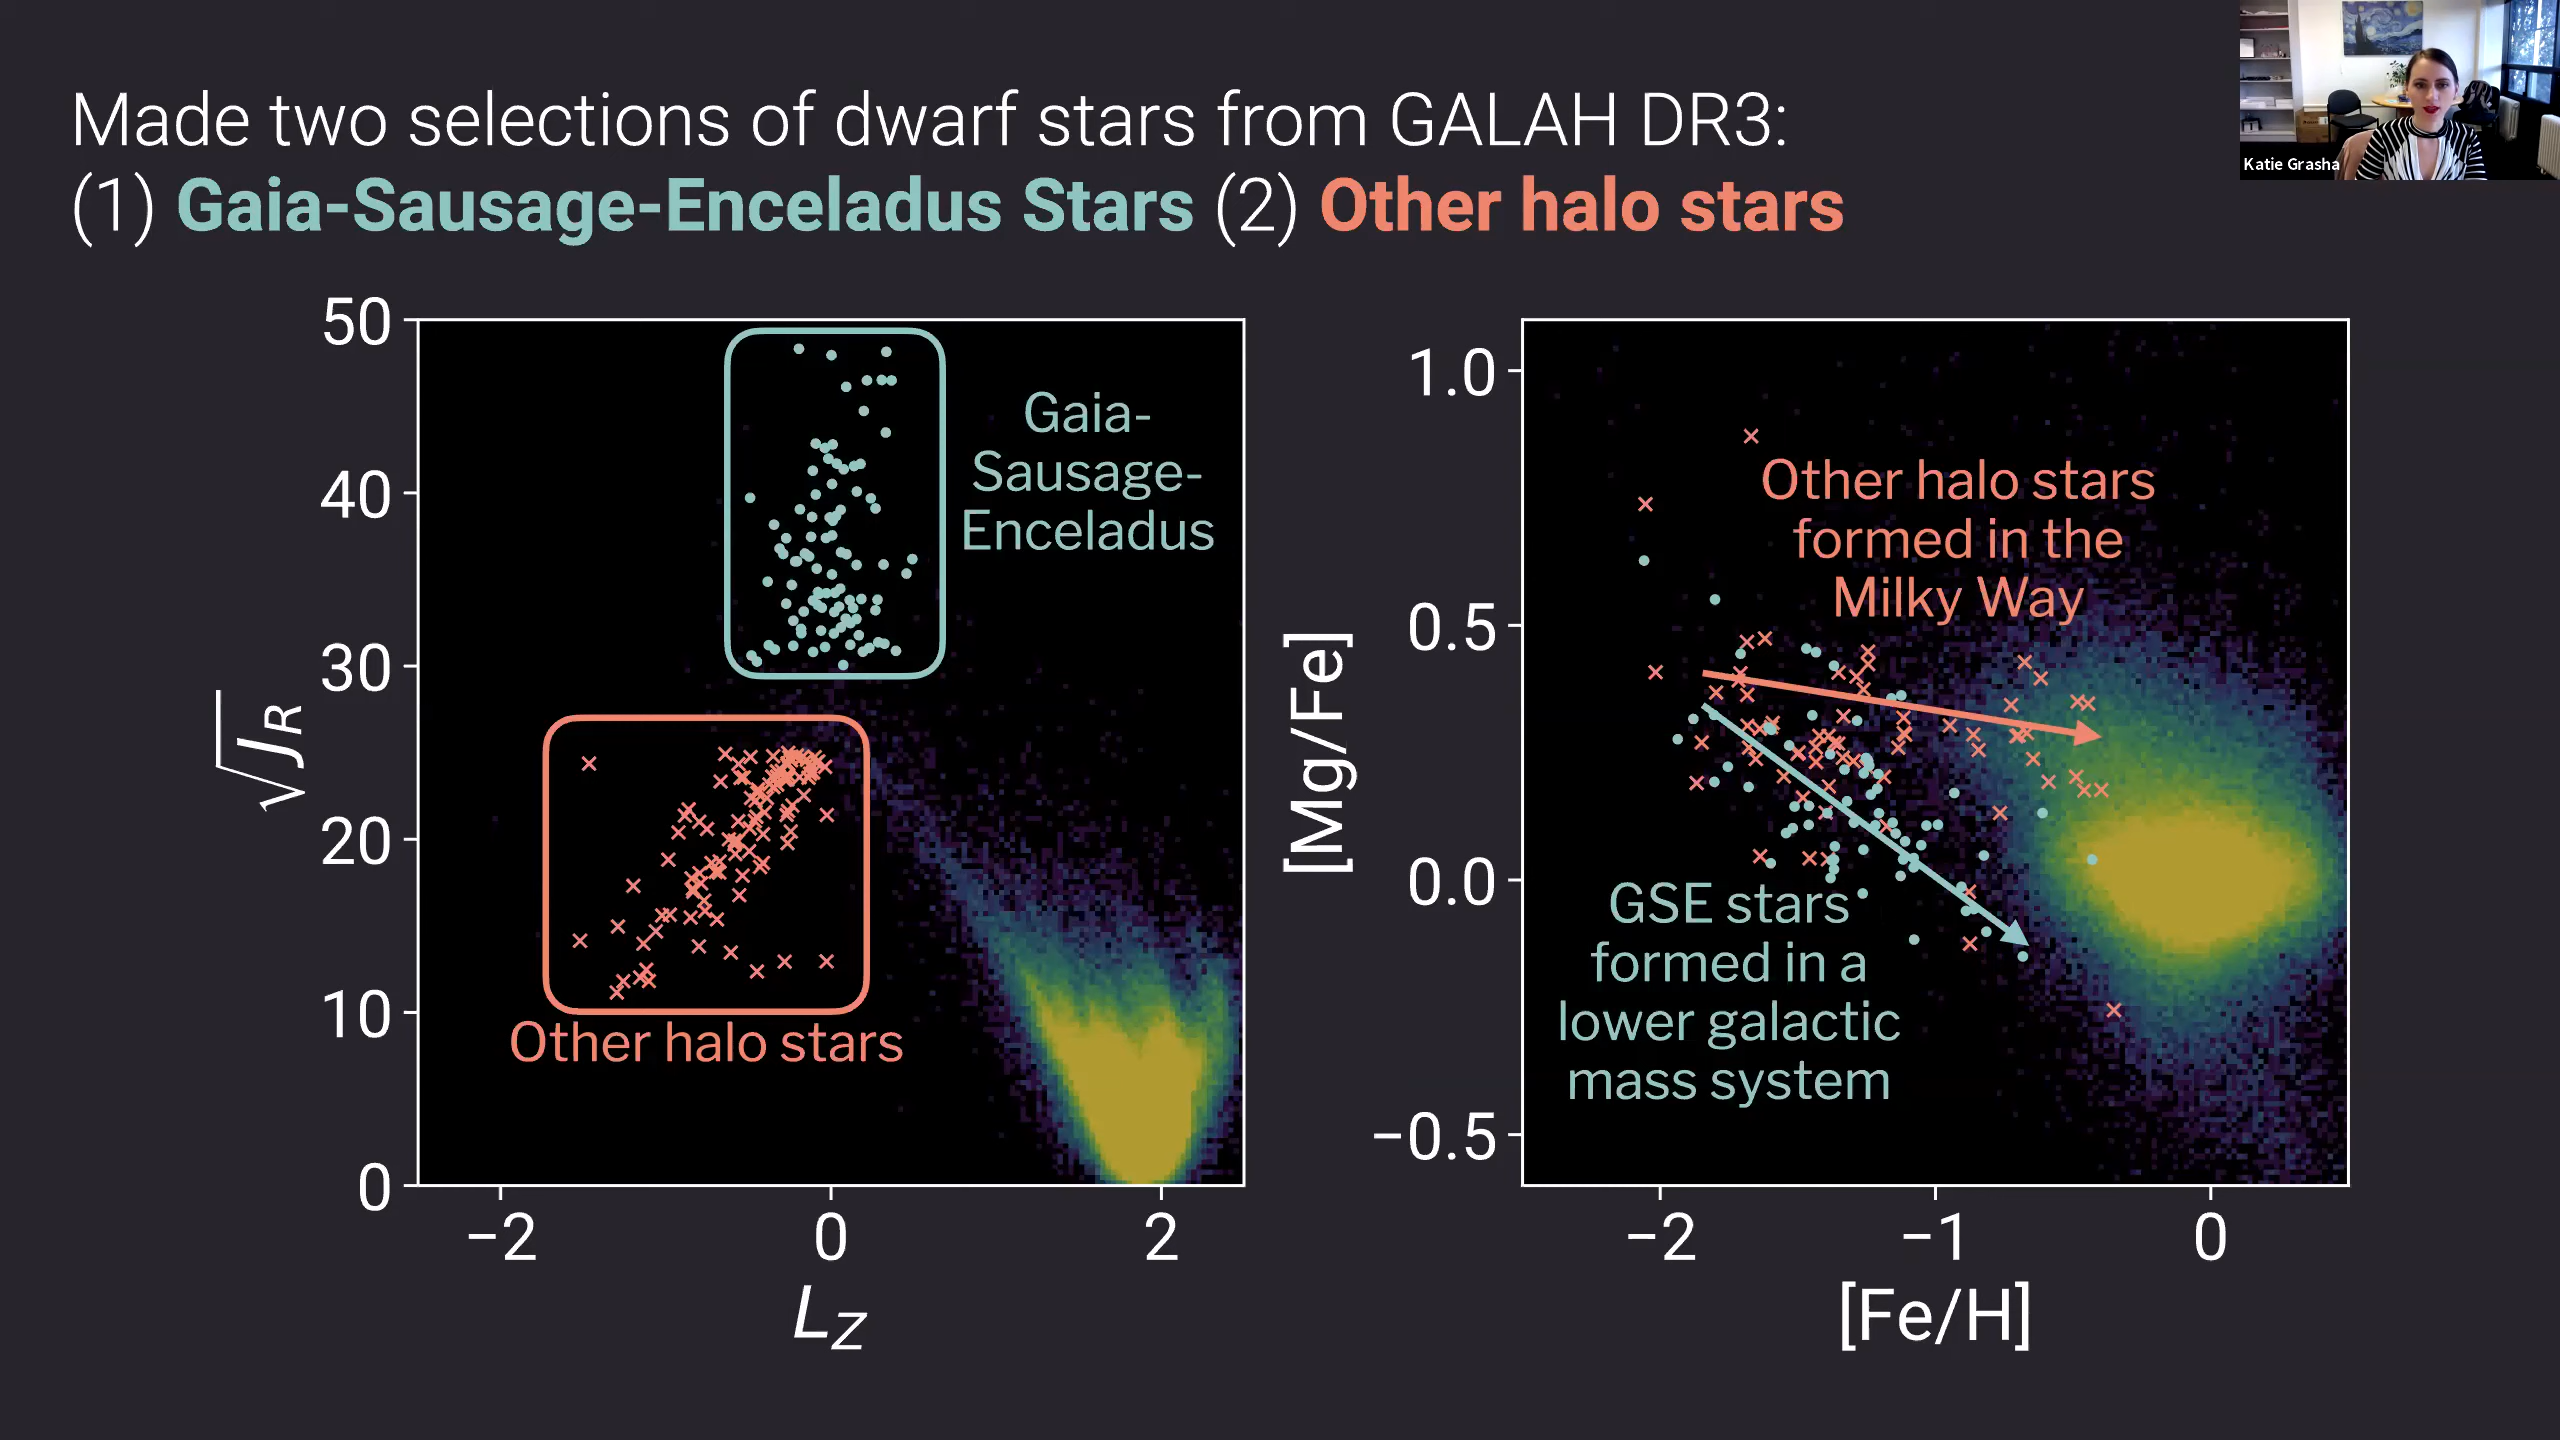 Made two selections of dwarf stars from GALAH DR3:
(1) Gaia-Sausage-Enceladus Stars (2) Other halo stars
Katie Grasha
50
40
30
20
10
0
√J_R
Gaia-
Sausage-
Enceladus
Other halo stars
−2
0
2
L_Z
1.0
0.5
0.0
−0.5
[Mg/Fe]
Other halo stars
formed in the
Milky Way
GSE stars
formed in a
lower galactic
mass system
−2
−1
0
[Fe/H]